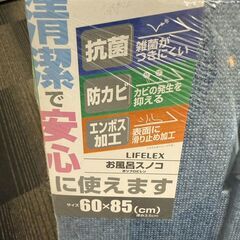 清潔で安心
に使えます
抗菌
雑菌が
つきにくい
防カビ
カビの発生を
抑える
エンボス
加工
表面に
滑り止め加工
LIFELEX
お風呂スノコ
ポリプロピレン
サイズ 60×85(cm)